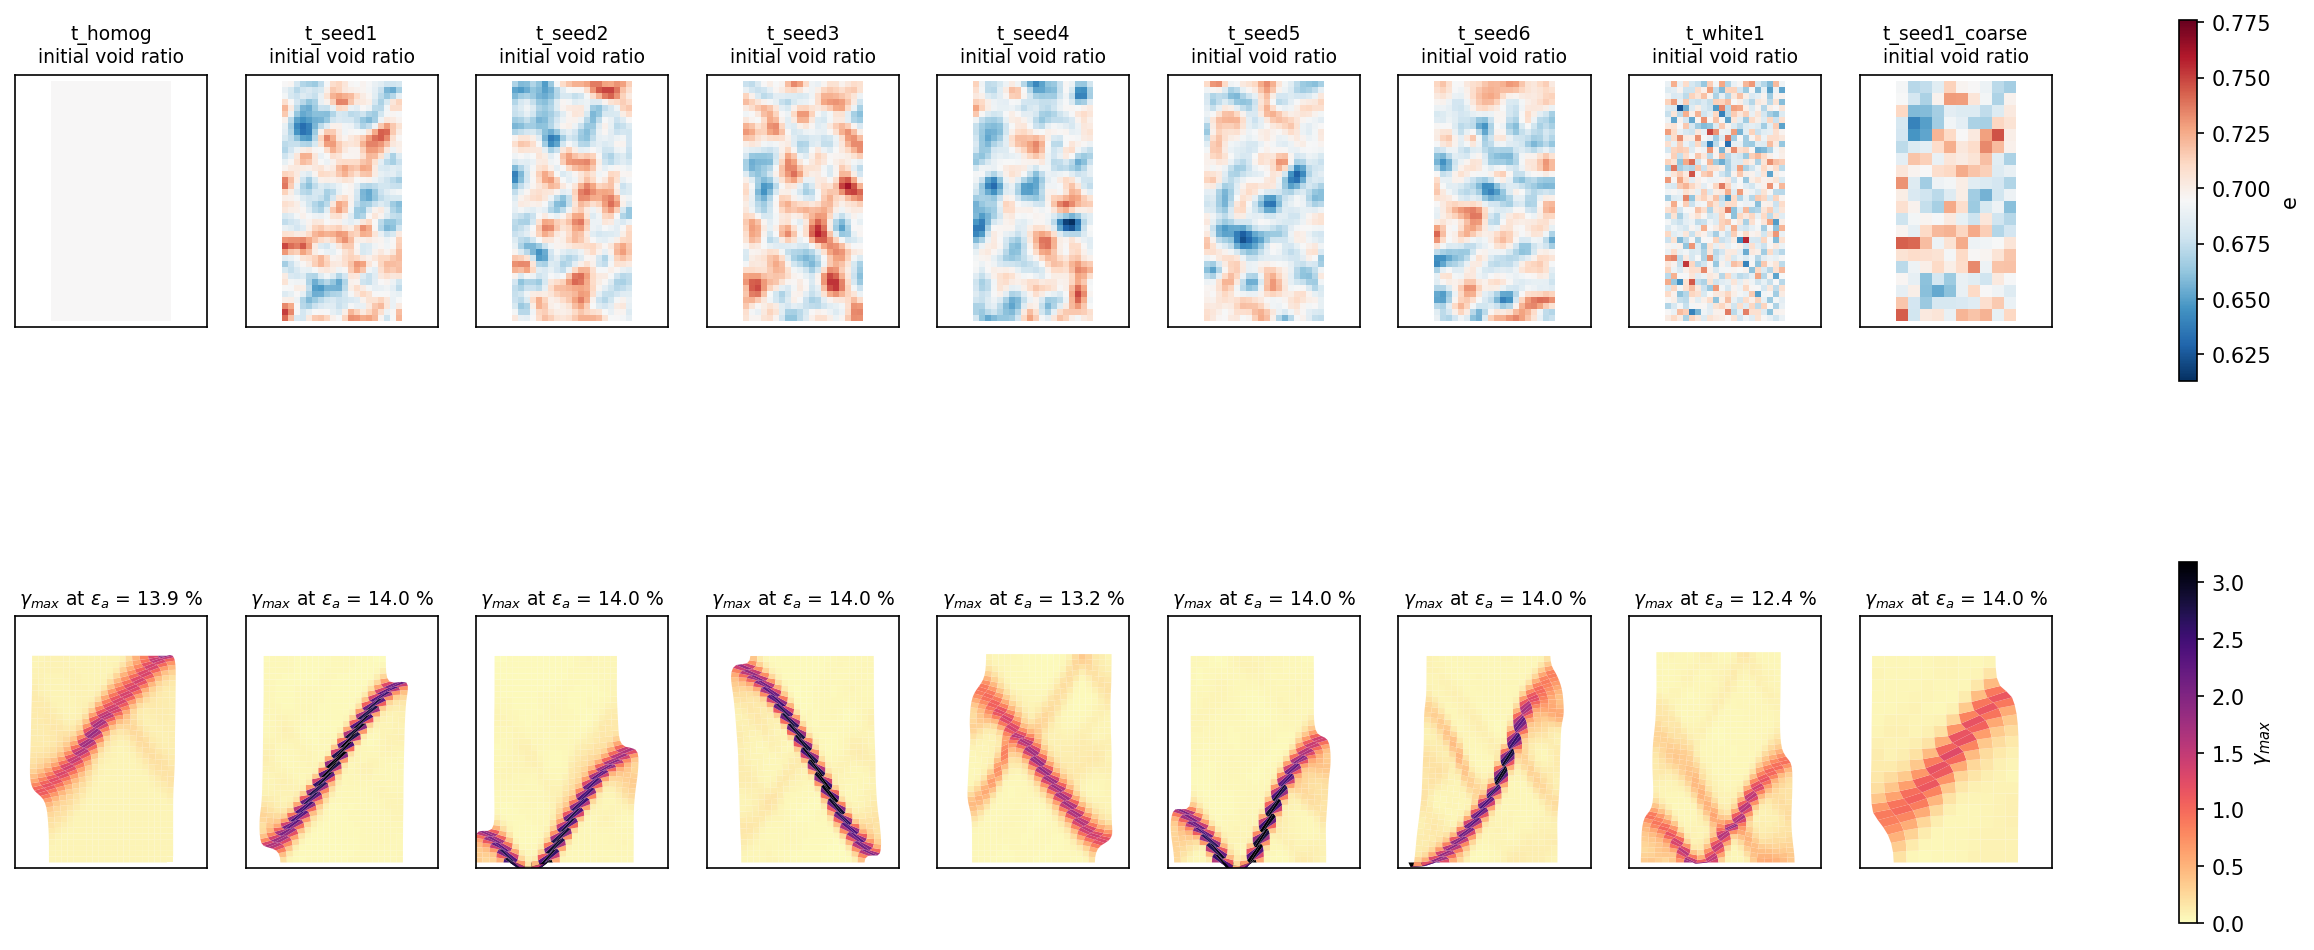 t_homog
initial void ratio
t_seed1
initial void ratio
t_seed2
initial void ratio
t_seed3
initial void ratio
t_seed4
initial void ratio
t_seed5
initial void ratio
t_seed6
initial void ratio
t_white1
initial void ratio
t_seed1_coarse
initial void ratio
0.775
0.750
0.725
0.700
0.675
0.650
0.625
e
γmax at εa = 13.9 %
γmax at εa = 14.0 %
γmax at εa = 14.0 %
γmax at εa = 14.0 %
γmax at εa = 13.2 %
γmax at εa = 14.0 %
γmax at εa = 14.0 %
γmax at εa = 12.4 %
γmax at εa = 14.0 %
3.0
2.5
2.0
1.5
1.0
0.5
0.0
γmax